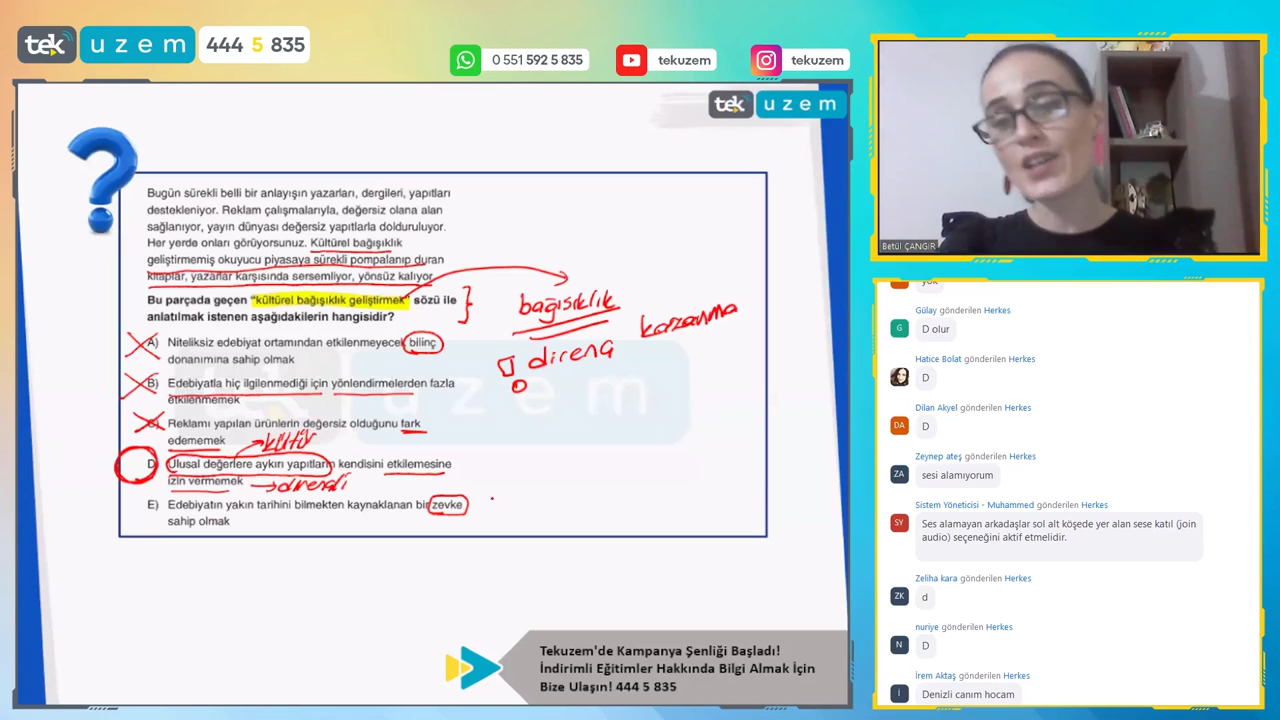 tek uzem 444 5 835
0 551 592 5 835
tekuzem
tekuzem
tek uzem
Bugün sürekli belli bir anlayışın yazarları, dergileri, yapıtları
destekleniyor. Reklam çalışmalarıyla, değersiz olana alan
sağlanıyor, yayın dünyası değersiz yapıtlarla dolduruluyor.
Her yerde onları görüyorsunuz. Kültürel bağışıklık
geliştirmemiş okuyucu piyasaya sürekli pompalanıp duran
kitaplar, yazarlar karşısında sersemliyor, yönsüz kalıyor.
Bu parçada geçen "kültürel bağışıklık geliştirmek" sözü ile
anlatılmak istenen aşağıdakilerin hangisidir?
bağışıklık
kazanma
direnç
A) Niteliksiz edebiyat ortamından etkilenmeyecek bilinç
donanımına sahip olmak
B) Edebiyatla hiç ilgilenmediği için yönlendirmelerden fazla
etkilenmemek
C) Reklamı yapılan ürünlerin değersiz olduğunu fark
edememek
kültür
D) Ulusal değerlere aykırı yapıtların kendisini etkilemesine
izin vermemek
E) Edebiyatın yakın tarihini bilmekten kaynaklanan bir zevke
sahip olmak
tek uzem
Tekuzem'de Kampanya Şenliği Başladı!
İndirimli Eğitimler Hakkında Bilgi Almak İçin
Bize Ulaşın! 444 5 835
Betül ÇANGIR
yok
Gülay gönderilen Herkes
G
D olur
Hatice Bolat gönderilen Herkes
D
Dilan Akyel gönderilen Herkes
DA
D
Zeynep ateş gönderilen Herkes
ZA
sesi alamıyorum
Sistem Yöneticisi - Muhammed gönderilen Herkes
SY
Ses alamayan arkadaşlar sol alt köşede yer alan sese katıl (join
audio) seçeneğini aktif etmelidir.
Zeliha kara gönderilen Herkes
ZK
d
nuriye gönderilen Herkes
N
D
İrem Aktaş gönderilen Herkes
İ
Denizli canım hocam